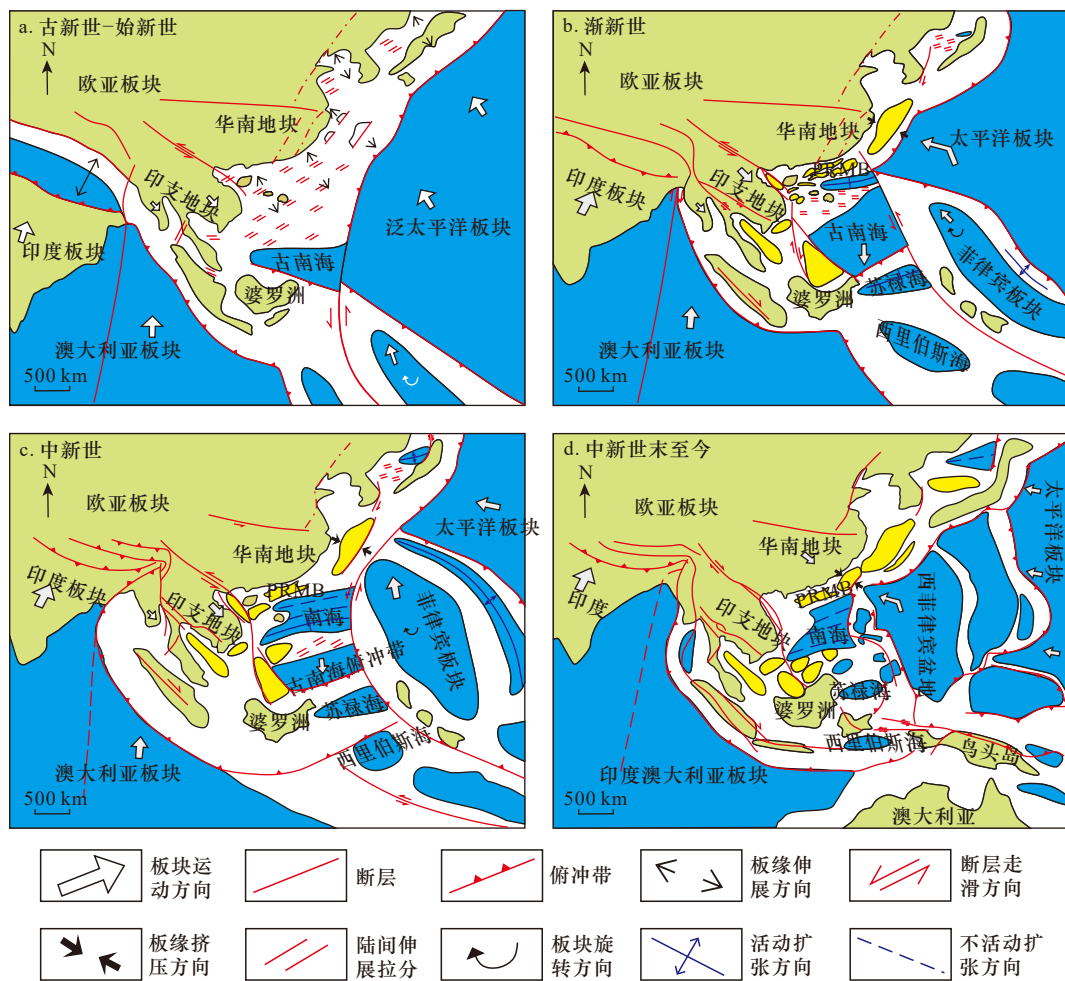 a. 古新世−始新世
N
欧亚板块
华南地块
印支地块
印度板块
泛太平洋板块
古南海
婆罗洲
澳大利亚板块
500 km
b. 渐新世
N
欧亚板块
华南地块
太平洋板块
PRMB
印度板块
印支地块
古南海
菲律宾板块
婆罗洲
苏禄海
西里伯斯海
澳大利亚板块
500 km
c. 中新世
N
欧亚板块
太平洋板块
华南地块
印度板块
PRMB
印支地块
南海
菲律宾板块
古南海俯冲带
苏禄海
婆罗洲
西里伯斯海
澳大利亚板块
500 km
d. 中新世末至今
N
太平洋板块
欧亚板块
华南地块
印度
PRMB
印支地块
南海
西菲律宾盆地
苏禄海
婆罗洲
西里伯斯海
鸟头岛
印度澳大利亚板块
500 km
澳大利亚
板块运
动方向
断层
俯冲带
板缘伸
展方向
断层走
滑方向
板缘挤
压方向
陆间伸
展拉分
板块旋
转方向
活动扩
张方向
不活动扩
张方向